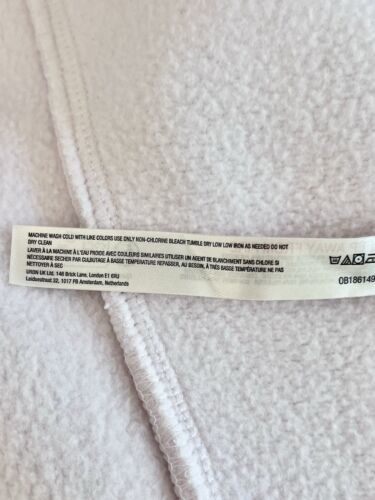 MACHINE WASH COLD WITH LIKE COLORS USE ONLY NON-CHLORINE BLEACH TUMBLE DRY LOW LOW IRON AS NEEDED DO NOT
DRY CLEAN
LAVER À LA MACHINE À L'EAU FROIDE AVEC COULEURS SIMILAIRES UTILISER UN AGENT DE BLANCHIMENT SANS CHLORE SI
NÉCESSAIRE SECHER PAR CULBUTAGE À BASSE TEMPÉRATURE REPASSER, AU BESOIN, À TRÈS BASSE TEMPÉRATURE NE PAS
NETTOYER À SEC
URBN UK Ltd. 146 Brick Lane, London E1 6RU
Leidsestraat 32, 1017 PB Amsterdam, Netherlands
OB186149